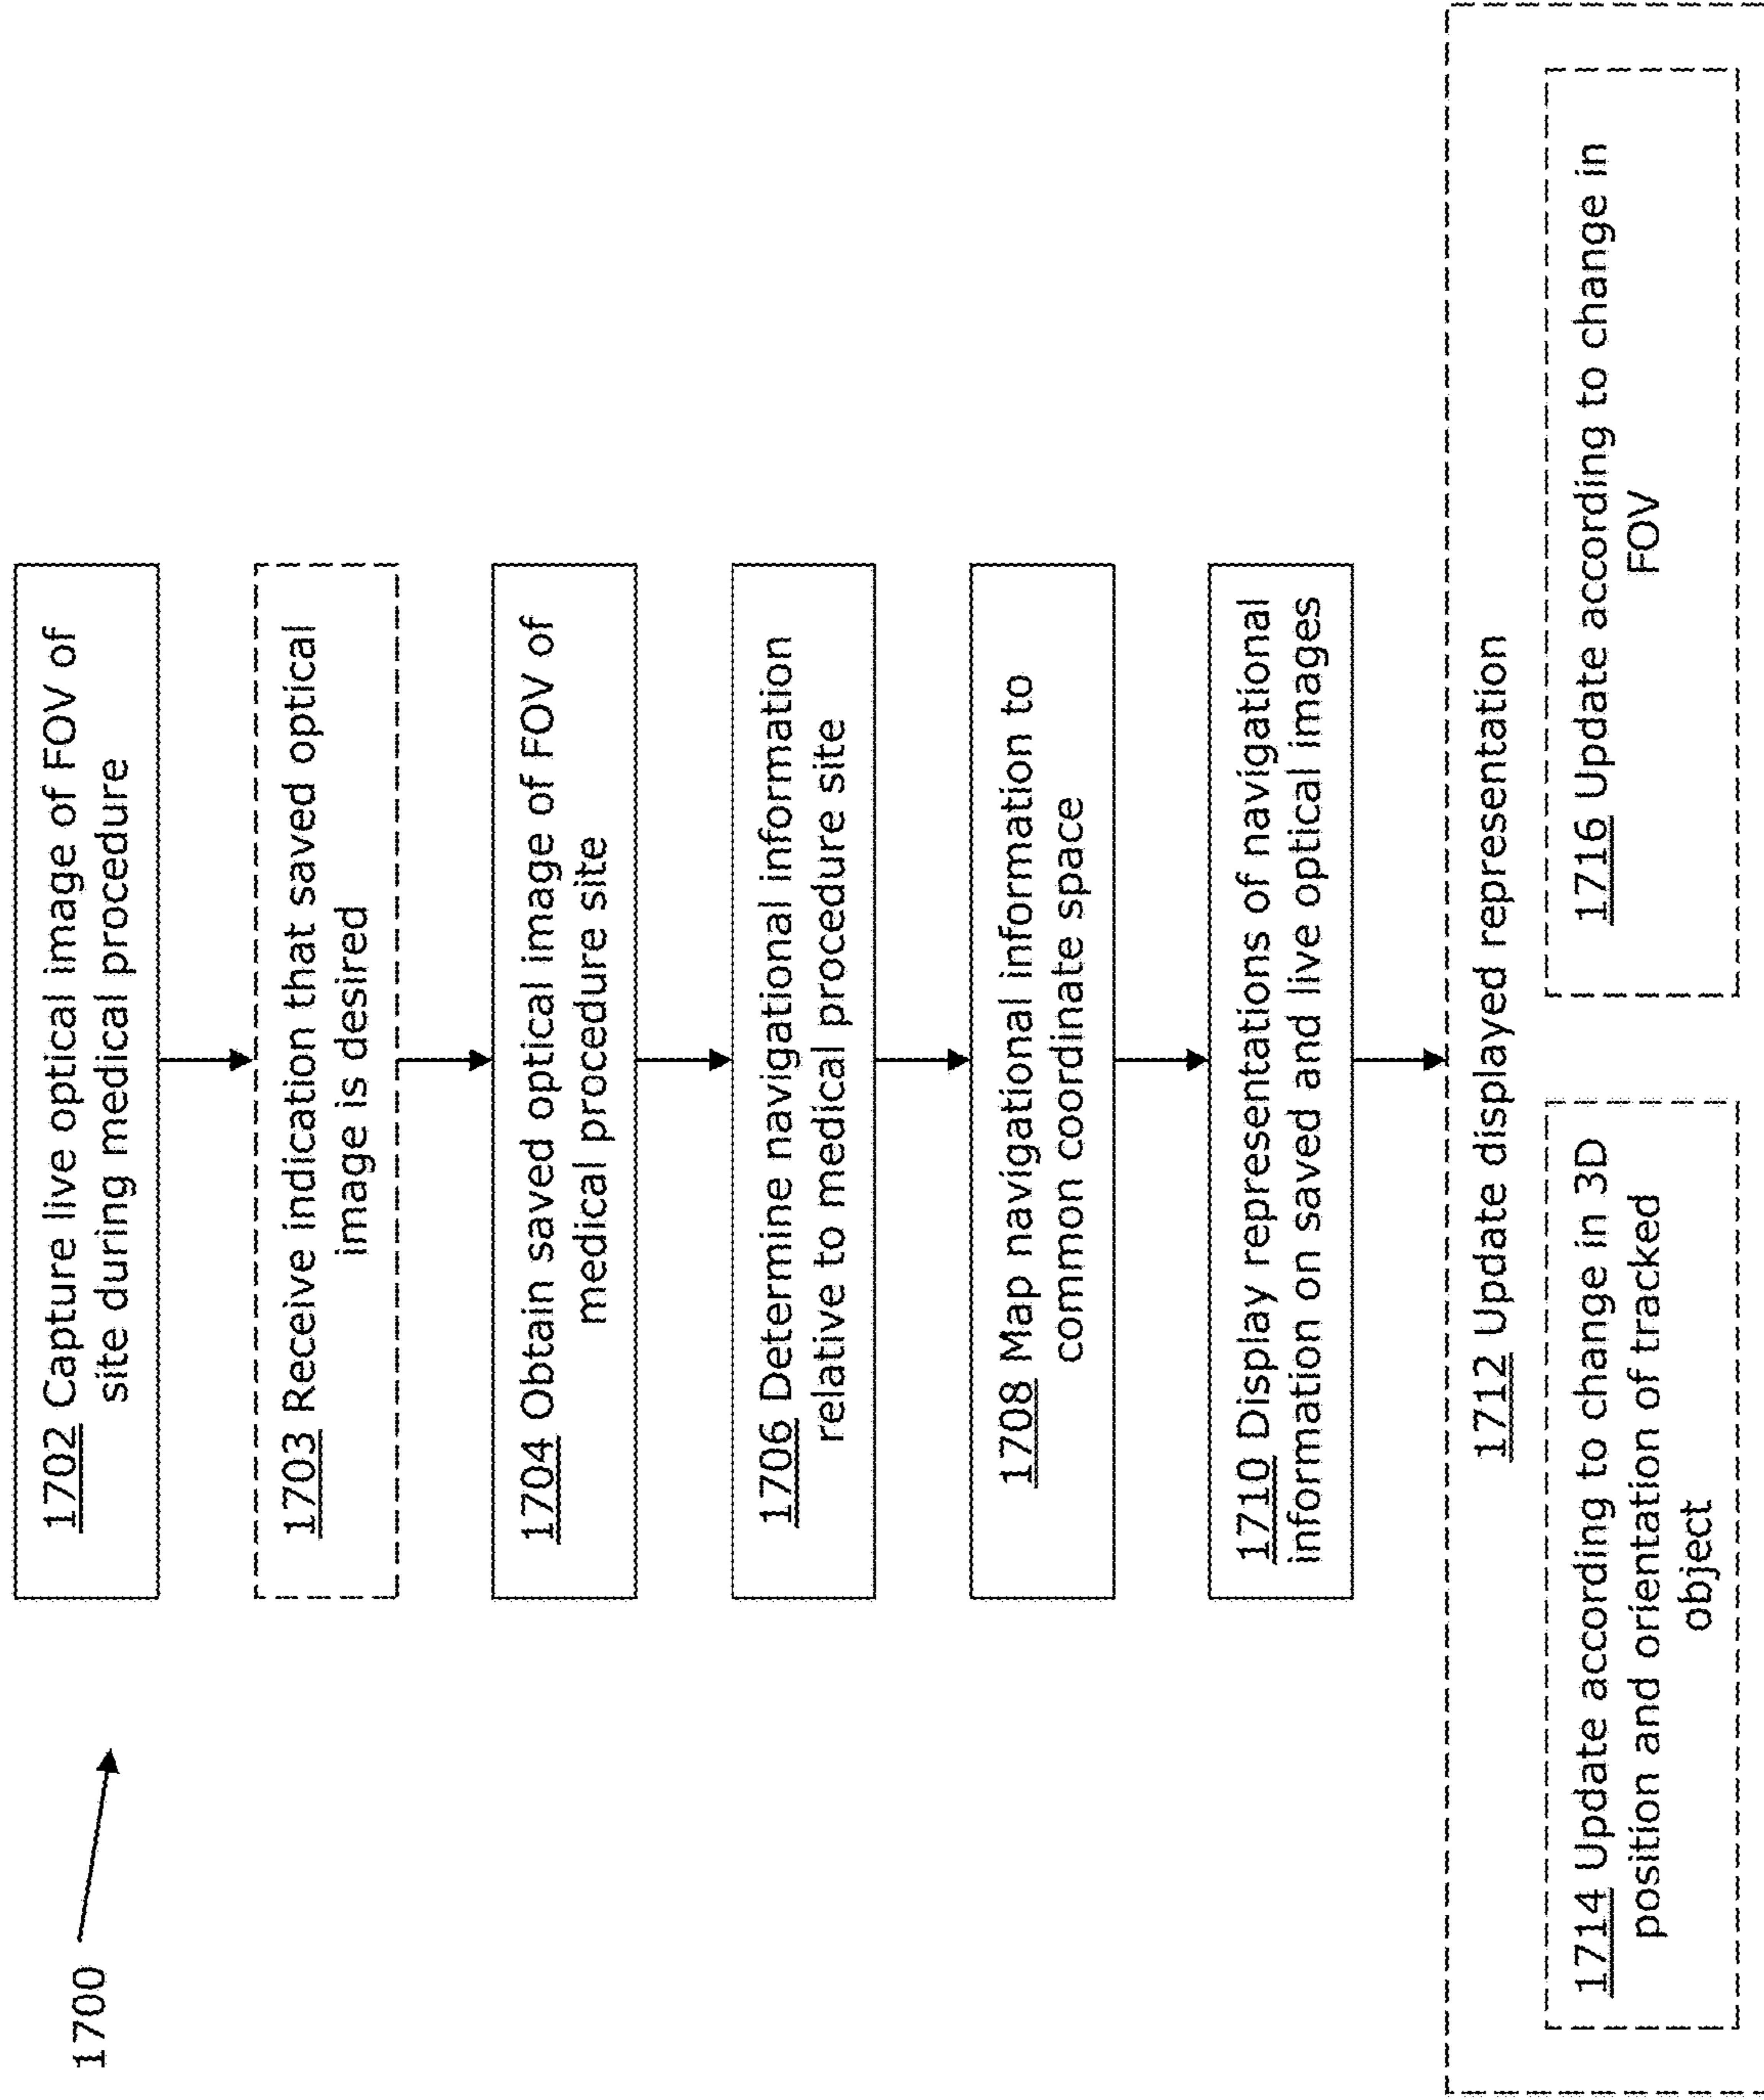 1700
1702 Capture live optical image of FOV of
site during medical procedure
1703 Receive indication that saved optical
image is desired
1704 Obtain saved optical image of FOV of
medical procedure site
1706 Determine navigational information
relative to medical procedure site
1708 Map navigational information to
common coordinate space
1710 Display representations of navigational
information on saved and live optical images
1712 Update displayed representation
1714 Update according to change in 3D
position and orientation of tracked
object
1716 Update according to change in
FOV